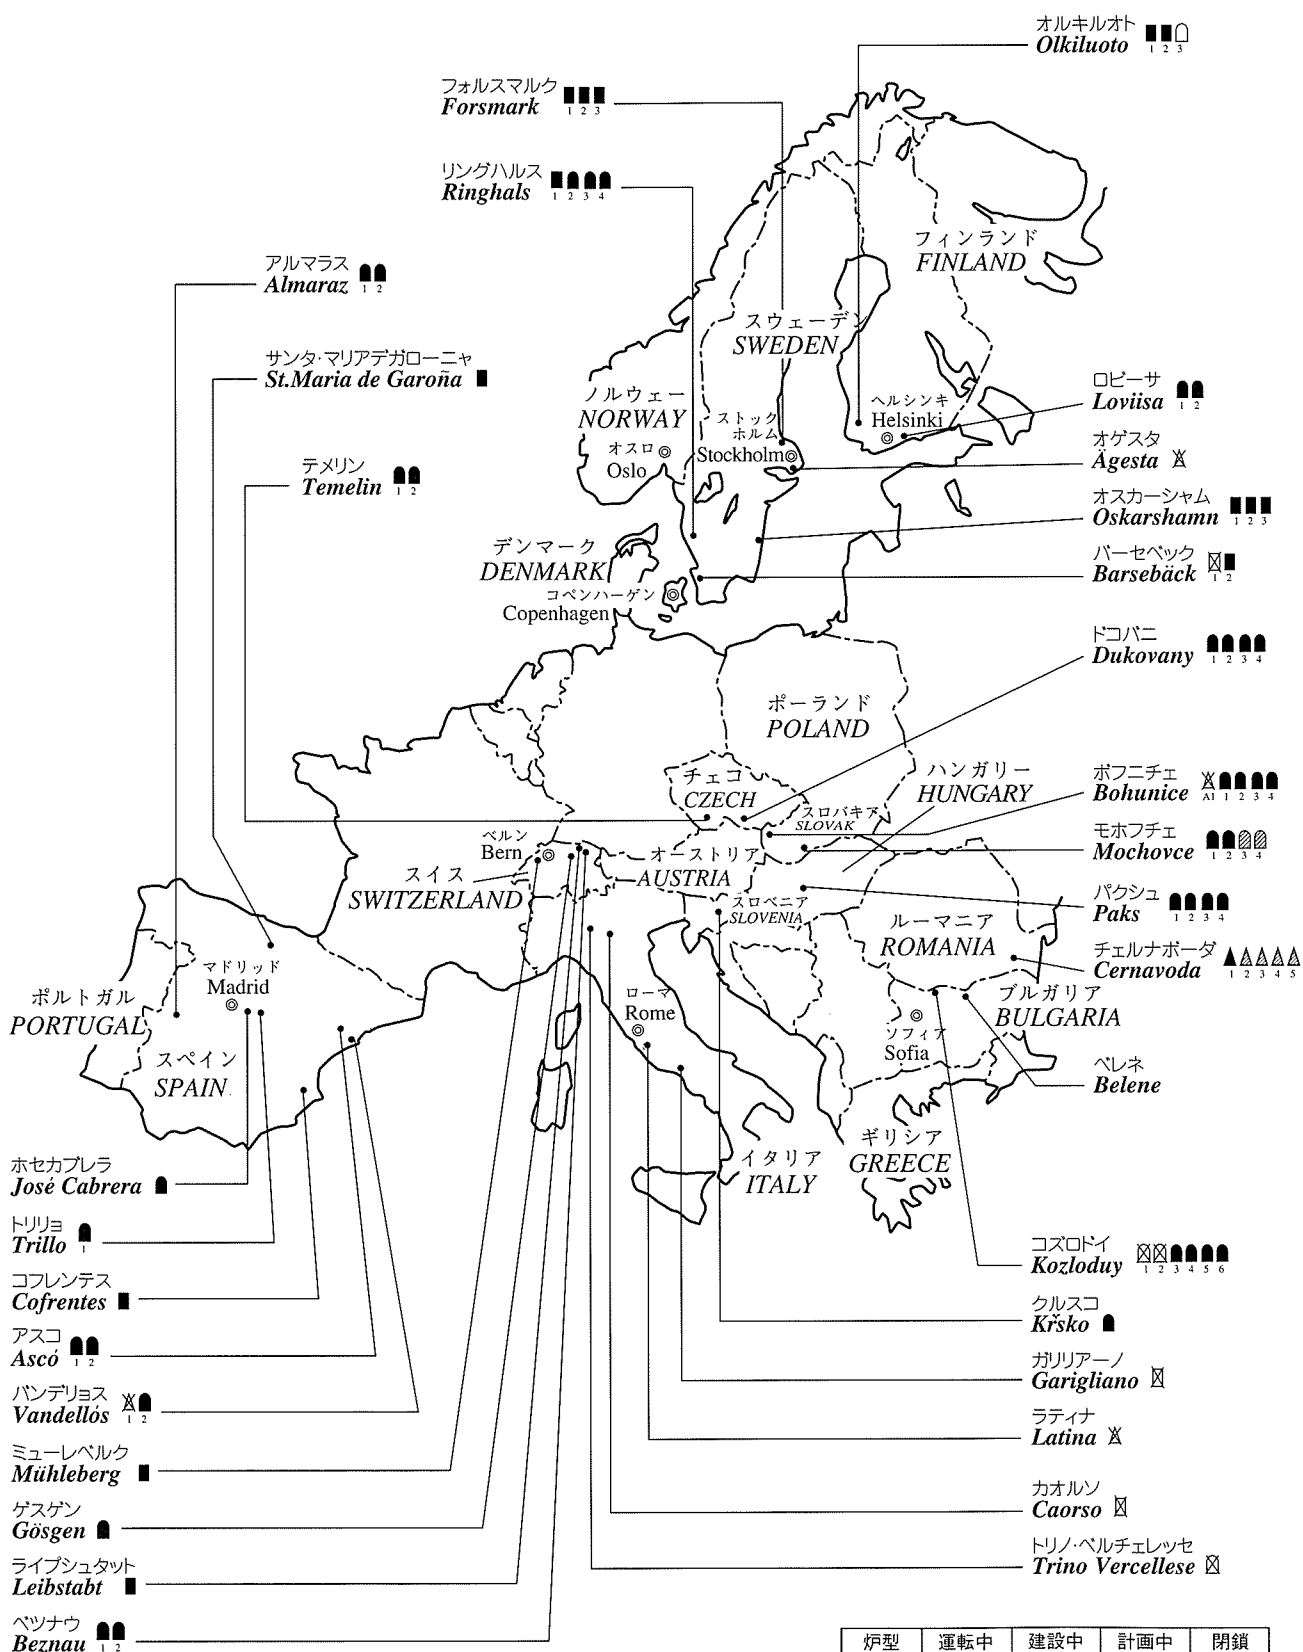 オルキルオト
Olkiluoto
1 2 3
フォルスマルク
Forsmark
1 2 3
リングハルス
Ringhals
1 2 3 4
フィンランド
FINLAND
アルマラス
Almaraz
1 2
スウェーデン
SWEDEN
サンタ・マリアデガローニャ
St.Maria de Garoña
ノルウェー
NORWAY
ストック
ホルム
Stockholm
ヘルシンキ
Helsinki
ロビーサ
Loviisa
1 2
オスロ
Oslo
オゲスタ
Ägesta
テメリン
Temelin
1 2
オスカーシャム
Oskarshamn
1 2 3
デンマーク
DENMARK
コペンハーゲン
Copenhagen
バーセベック
Barsebäck
1 2
ドコバニ
Dukovany
1 2 3 4
ポーランド
POLAND
チェコ
CZECH
ハンガリー
HUNGARY
ボフニチェ
Bohunice
A1 1 2 3 4
スロバキア
SLOVAK
モホフチェ
Mochovce
1 2 3 4
ベルン
Bern
オーストリア
AUSTRIA
スイス
SWITZERLAND
スロベニア
SLOVENIA
パクシュ
Paks
1 2 3 4
ルーマニア
ROMANIA
チェルナボーダ
Cernavoda
1 2 3 4 5
マドリッド
Madrid
ポルトガル
PORTUGAL
ローマ
Rome
ブルガリア
BULGARIA
ソフィア
Sofia
スペイン
SPAIN
ベレネ
Belene
ギリシア
GREECE
イタリア
ITALY
ホセカブレラ
José Cabrera
トリリョ
Trillo
1
コズロドイ
Kozloduy
1 2 3 4 5 6
コフレンテス
Cofrentes
クルスコ
Křsko
アスコ
Ascó
1 2
ガリリアーノ
Garigliano
バンデリョス
Vandellós
1 2
ラティナ
Latina
ミューレベルク
Mühleberg
カオルソ
Caorso
ゲスゲン
Gösgen
トリノ・ベルチェレッセ
Trino Vercellese
ライプシュタット
Leibstabt
ベツナウ
Beznau
1 2
炉型 運転中 建設中 計画中 閉鎖